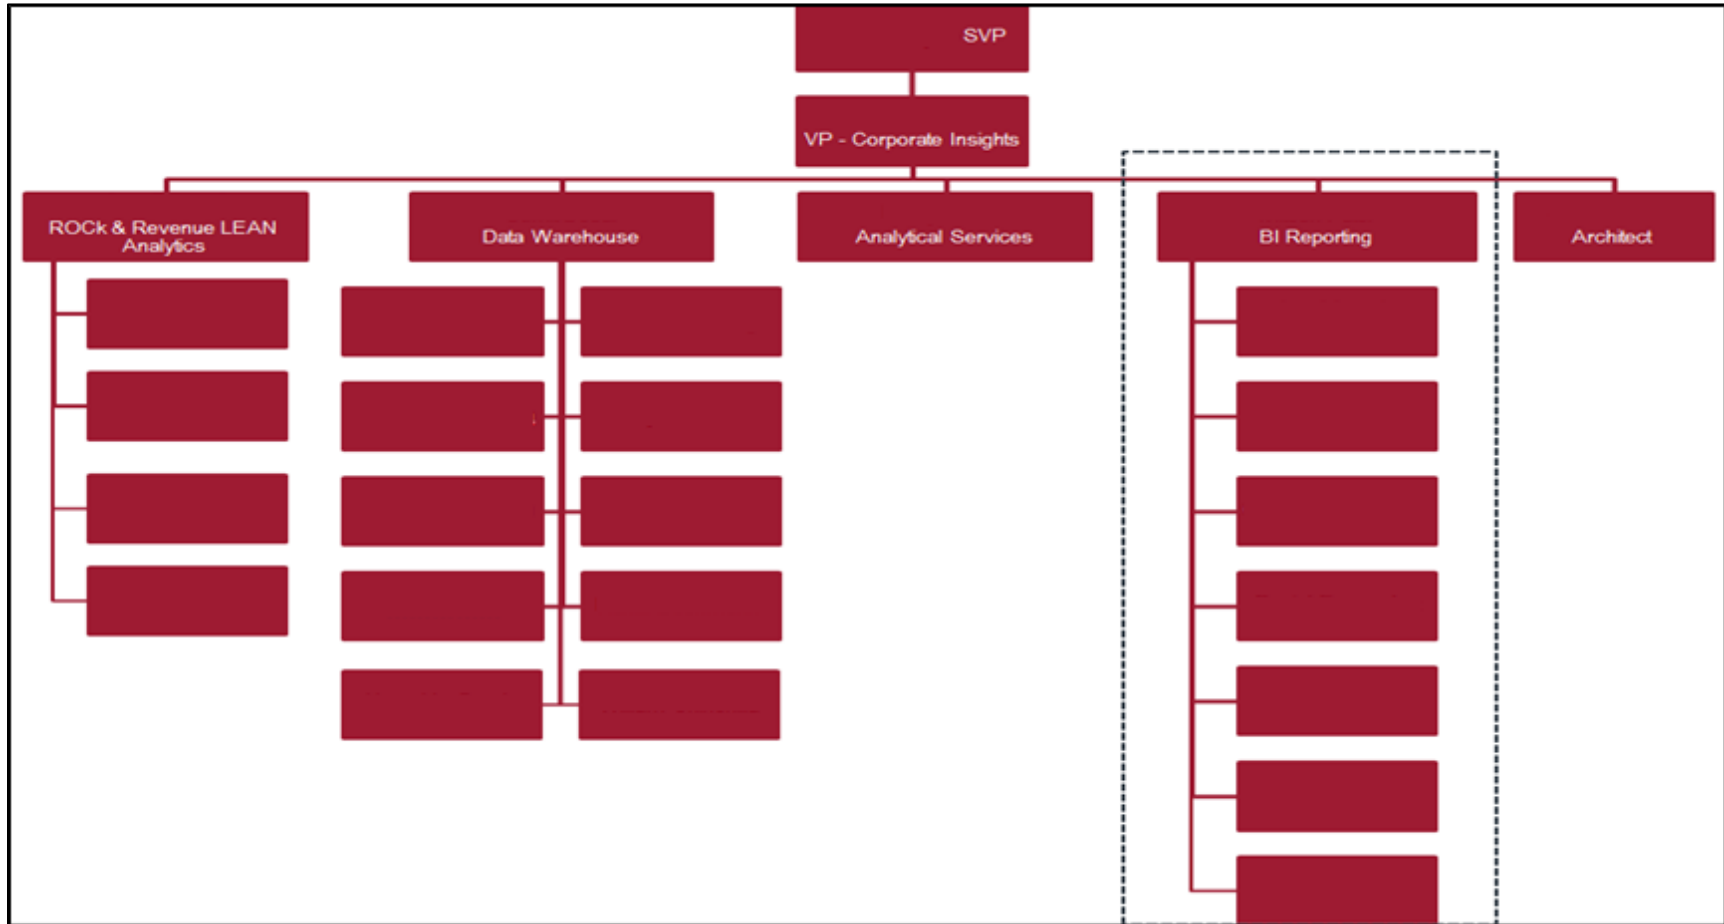 SVP
VP - Corporate Insights
ROCk & Revenue LEAN
Analytics
Data Warehouse
Analytical Services
BI Reporting
Architect